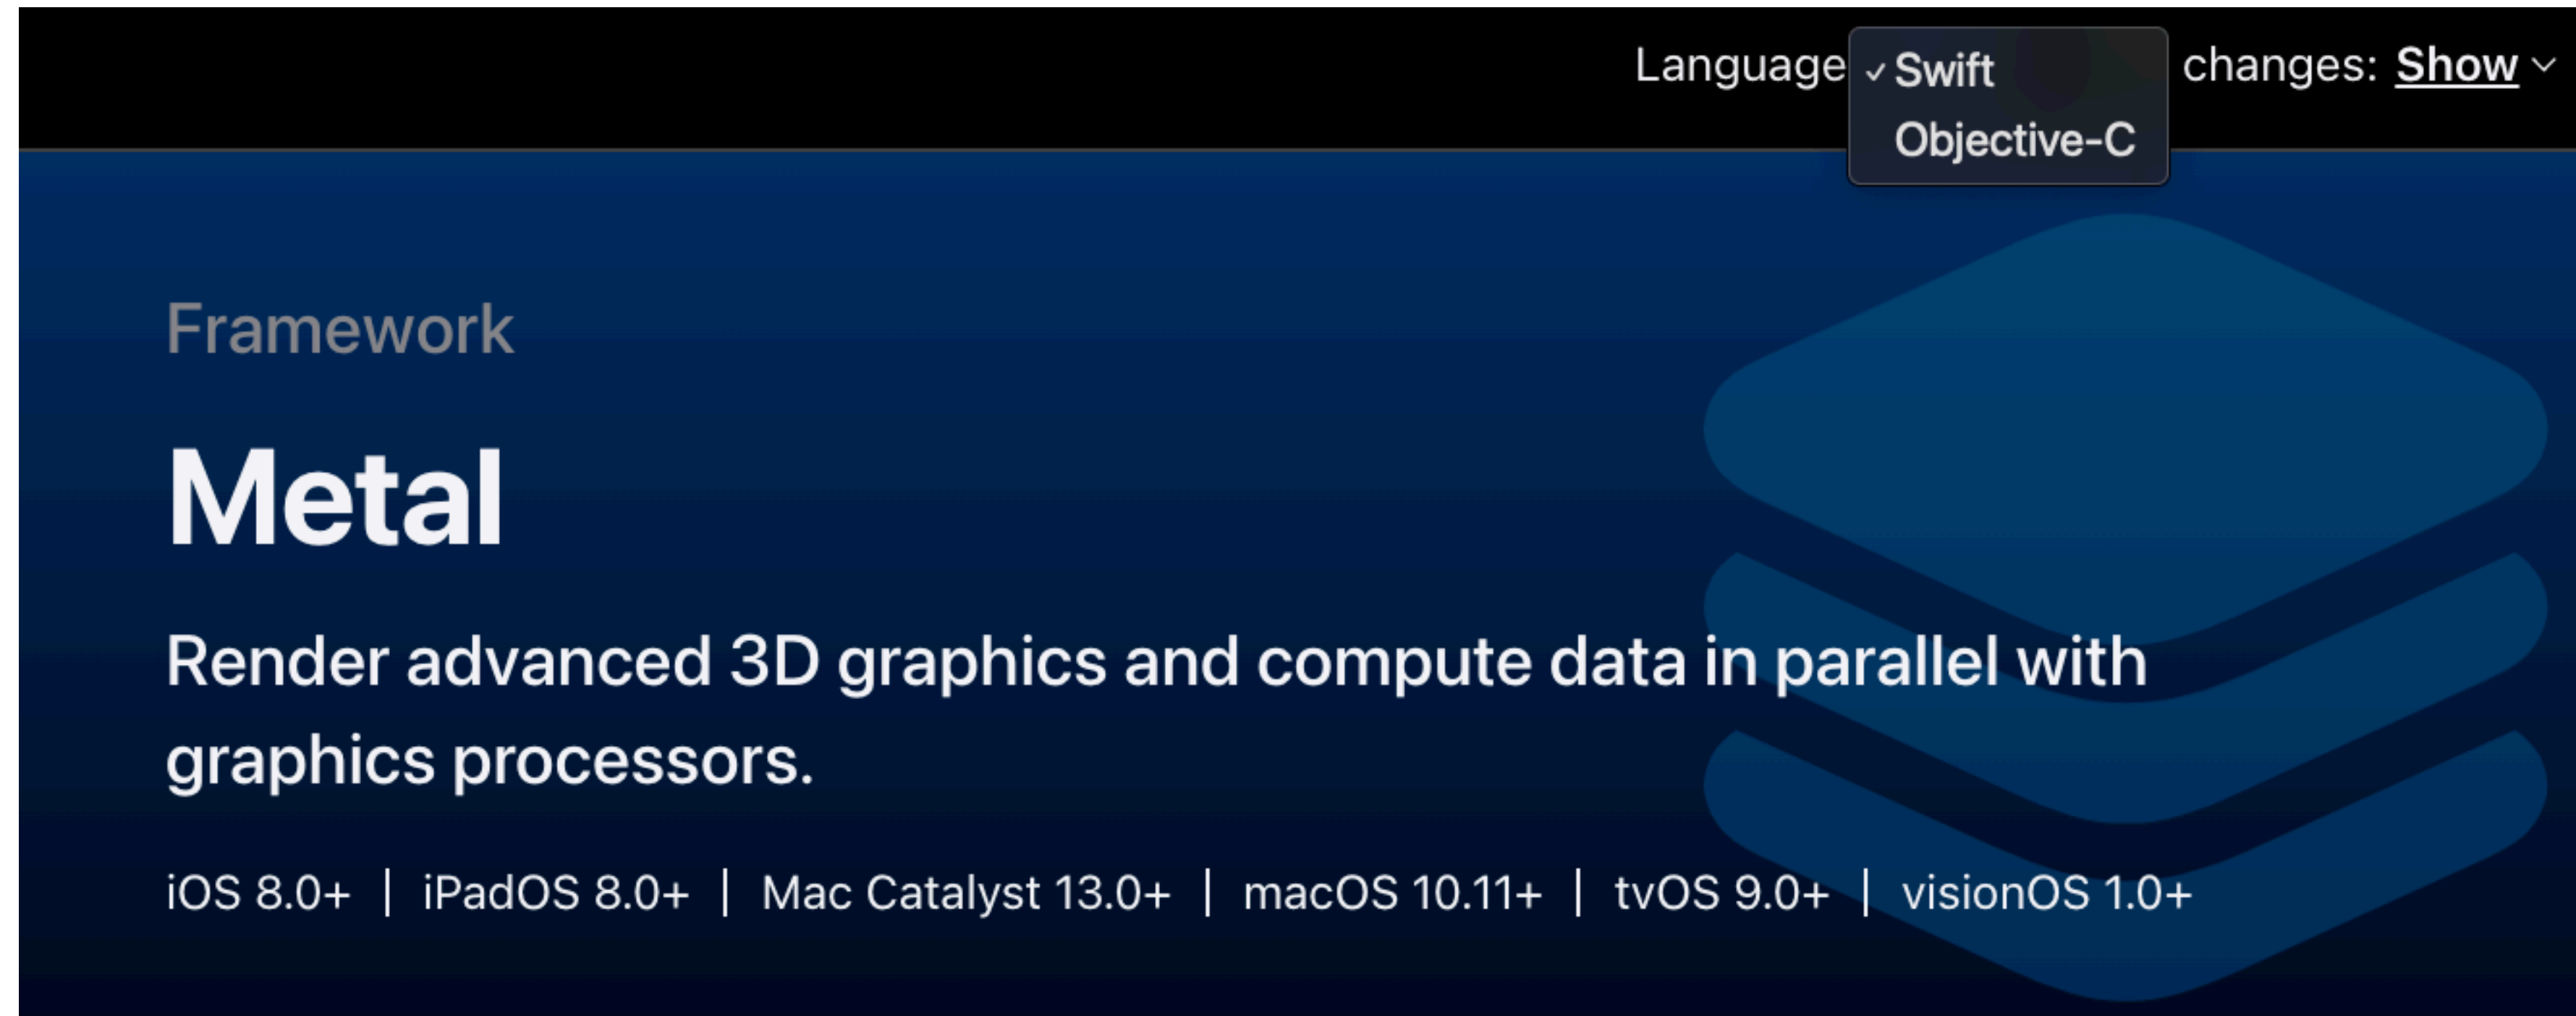 Language ✓ Swift changes: Show
Objective-C
Framework
Metal
Render advanced 3D graphics and compute data in parallel with
graphics processors.
iOS 8.0+ | iPadOS 8.0+ | Mac Catalyst 13.0+ | macOS 10.11+ | tvOS 9.0+ | visionOS 1.0+